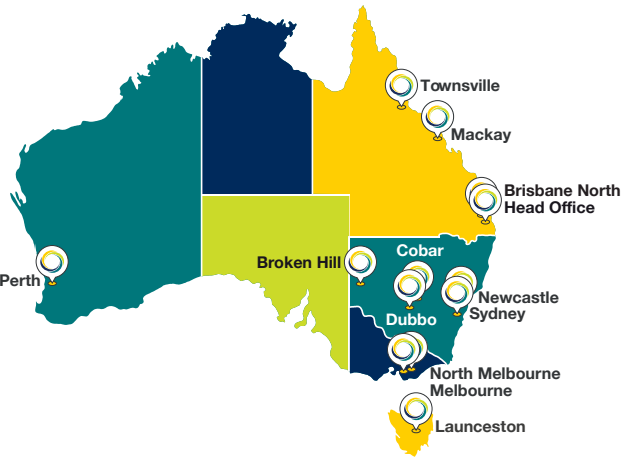 Townsville
Mackay
Brisbane North
Head Office
Cobar
Broken Hill
Perth
Newcastle
Sydney
Dubbo
North Melbourne
Melbourne
Launceston